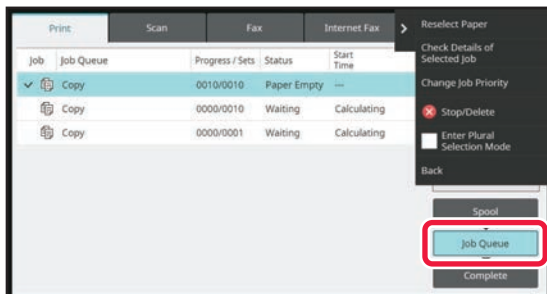 Print
Scan
Fax
Internet Fax
Job
Job Queue
Progress / Sets
Status
Start
Time
Copy
0010/0010
Paper Empty
---
Copy
0000/0010
Waiting
Calculating
Copy
0000/0001
Waiting
Calculating
Reselect Paper
Check Details of
Selected Job
Change Job Priority
Stop/Delete
Enter Plural
Selection Mode
Back
Spool
Job Queue
Complete